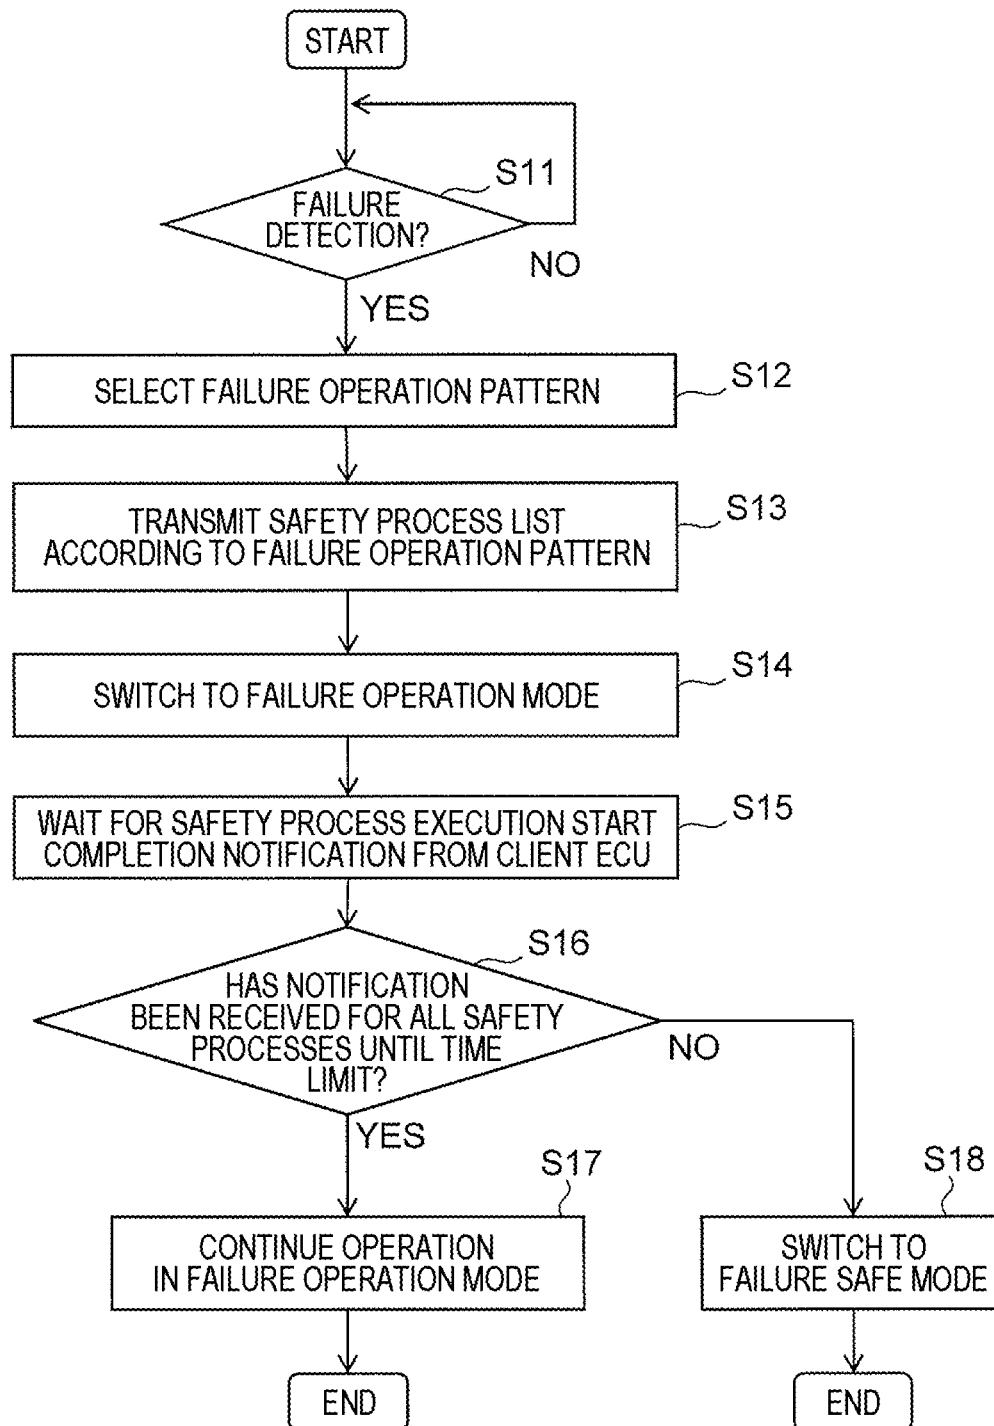 START
S11
FAILURE
DETECTION?
NO
YES
S12
SELECT FAILURE OPERATION PATTERN
S13
TRANSMIT SAFETY PROCESS LIST
ACCORDING TO FAILURE OPERATION PATTERN
S14
SWITCH TO FAILURE OPERATION MODE
S15
WAIT FOR SAFETY PROCESS EXECUTION START
COMPLETION NOTIFICATION FROM CLIENT ECU
S16
HAS NOTIFICATION
BEEN RECEIVED FOR ALL SAFETY
PROCESSES UNTIL TIME
LIMIT?
NO
YES
S17
CONTINUE OPERATION
IN FAILURE OPERATION MODE
S18
SWITCH TO
FAILURE SAFE MODE
END
END